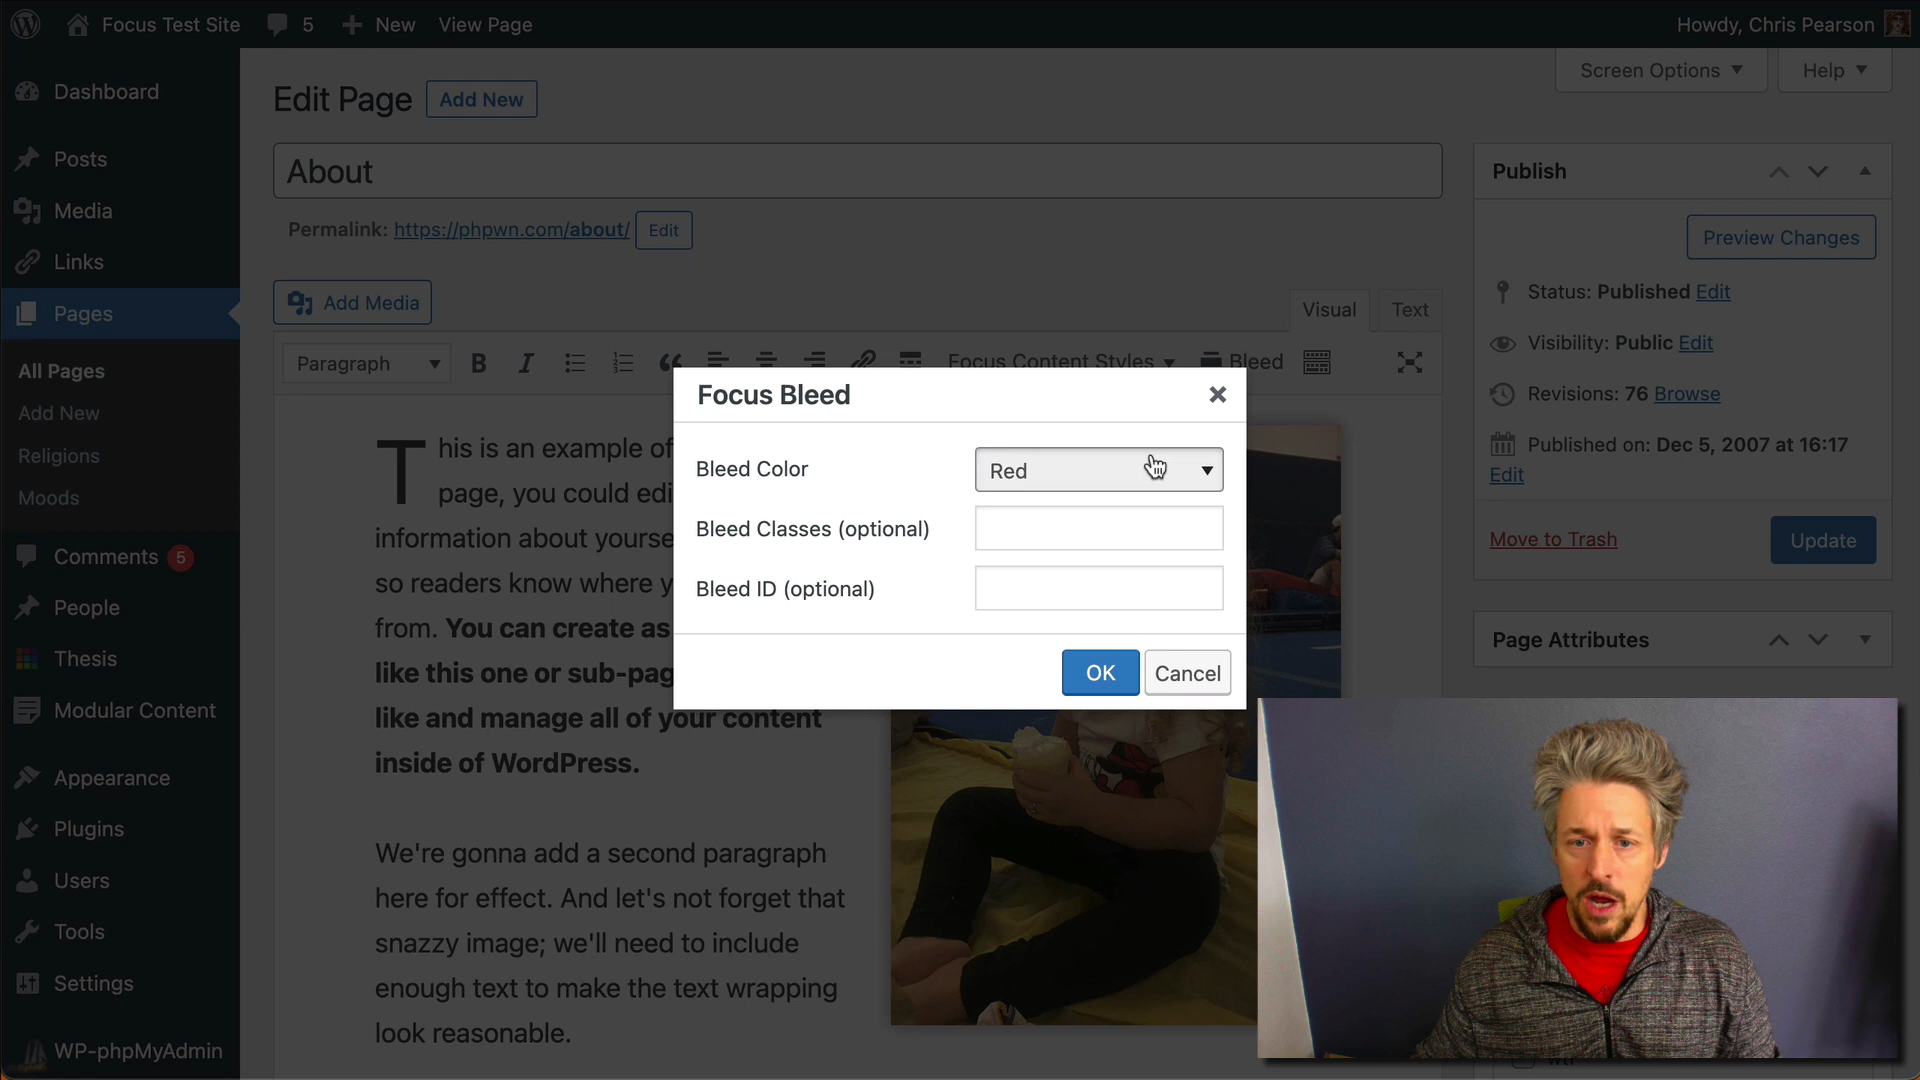 Focus Test Site
5
New
View Page
Howdy, Chris Pearson
Screen Options
Help
Dashboard
Posts
Media
Links
Pages
All Pages
Add New
Religions
Moods
Comments 5
People
Thesis
Modular Content
Appearance
Plugins
Users
Tools
Settings
WP-phpMyAdmin
Edit Page
Add New
About
Permalink: https://phpwn.com/about/ Edit
Add Media
Visual
Text
Paragraph
B
I
Focus Content Styles
Bleed
This is an example of
page, you could edi
information about yourse
so readers know where y
from. You can create as
like this one or sub-pag
like and manage all of your content
inside of WordPress.
We're gonna add a second paragraph
here for effect. And let's not forget that
snazzy image; we'll need to include
enough text to make the text wrapping
look reasonable.
Focus Bleed
Bleed Color
Red
Bleed Classes (optional)
Bleed ID (optional)
OK
Cancel
Publish
Preview Changes
Status: Published Edit
Visibility: Public Edit
Revisions: 76 Browse
Published on: Dec 5, 2007 at 16:17
Edit
Move to Trash
Update
Page Attributes